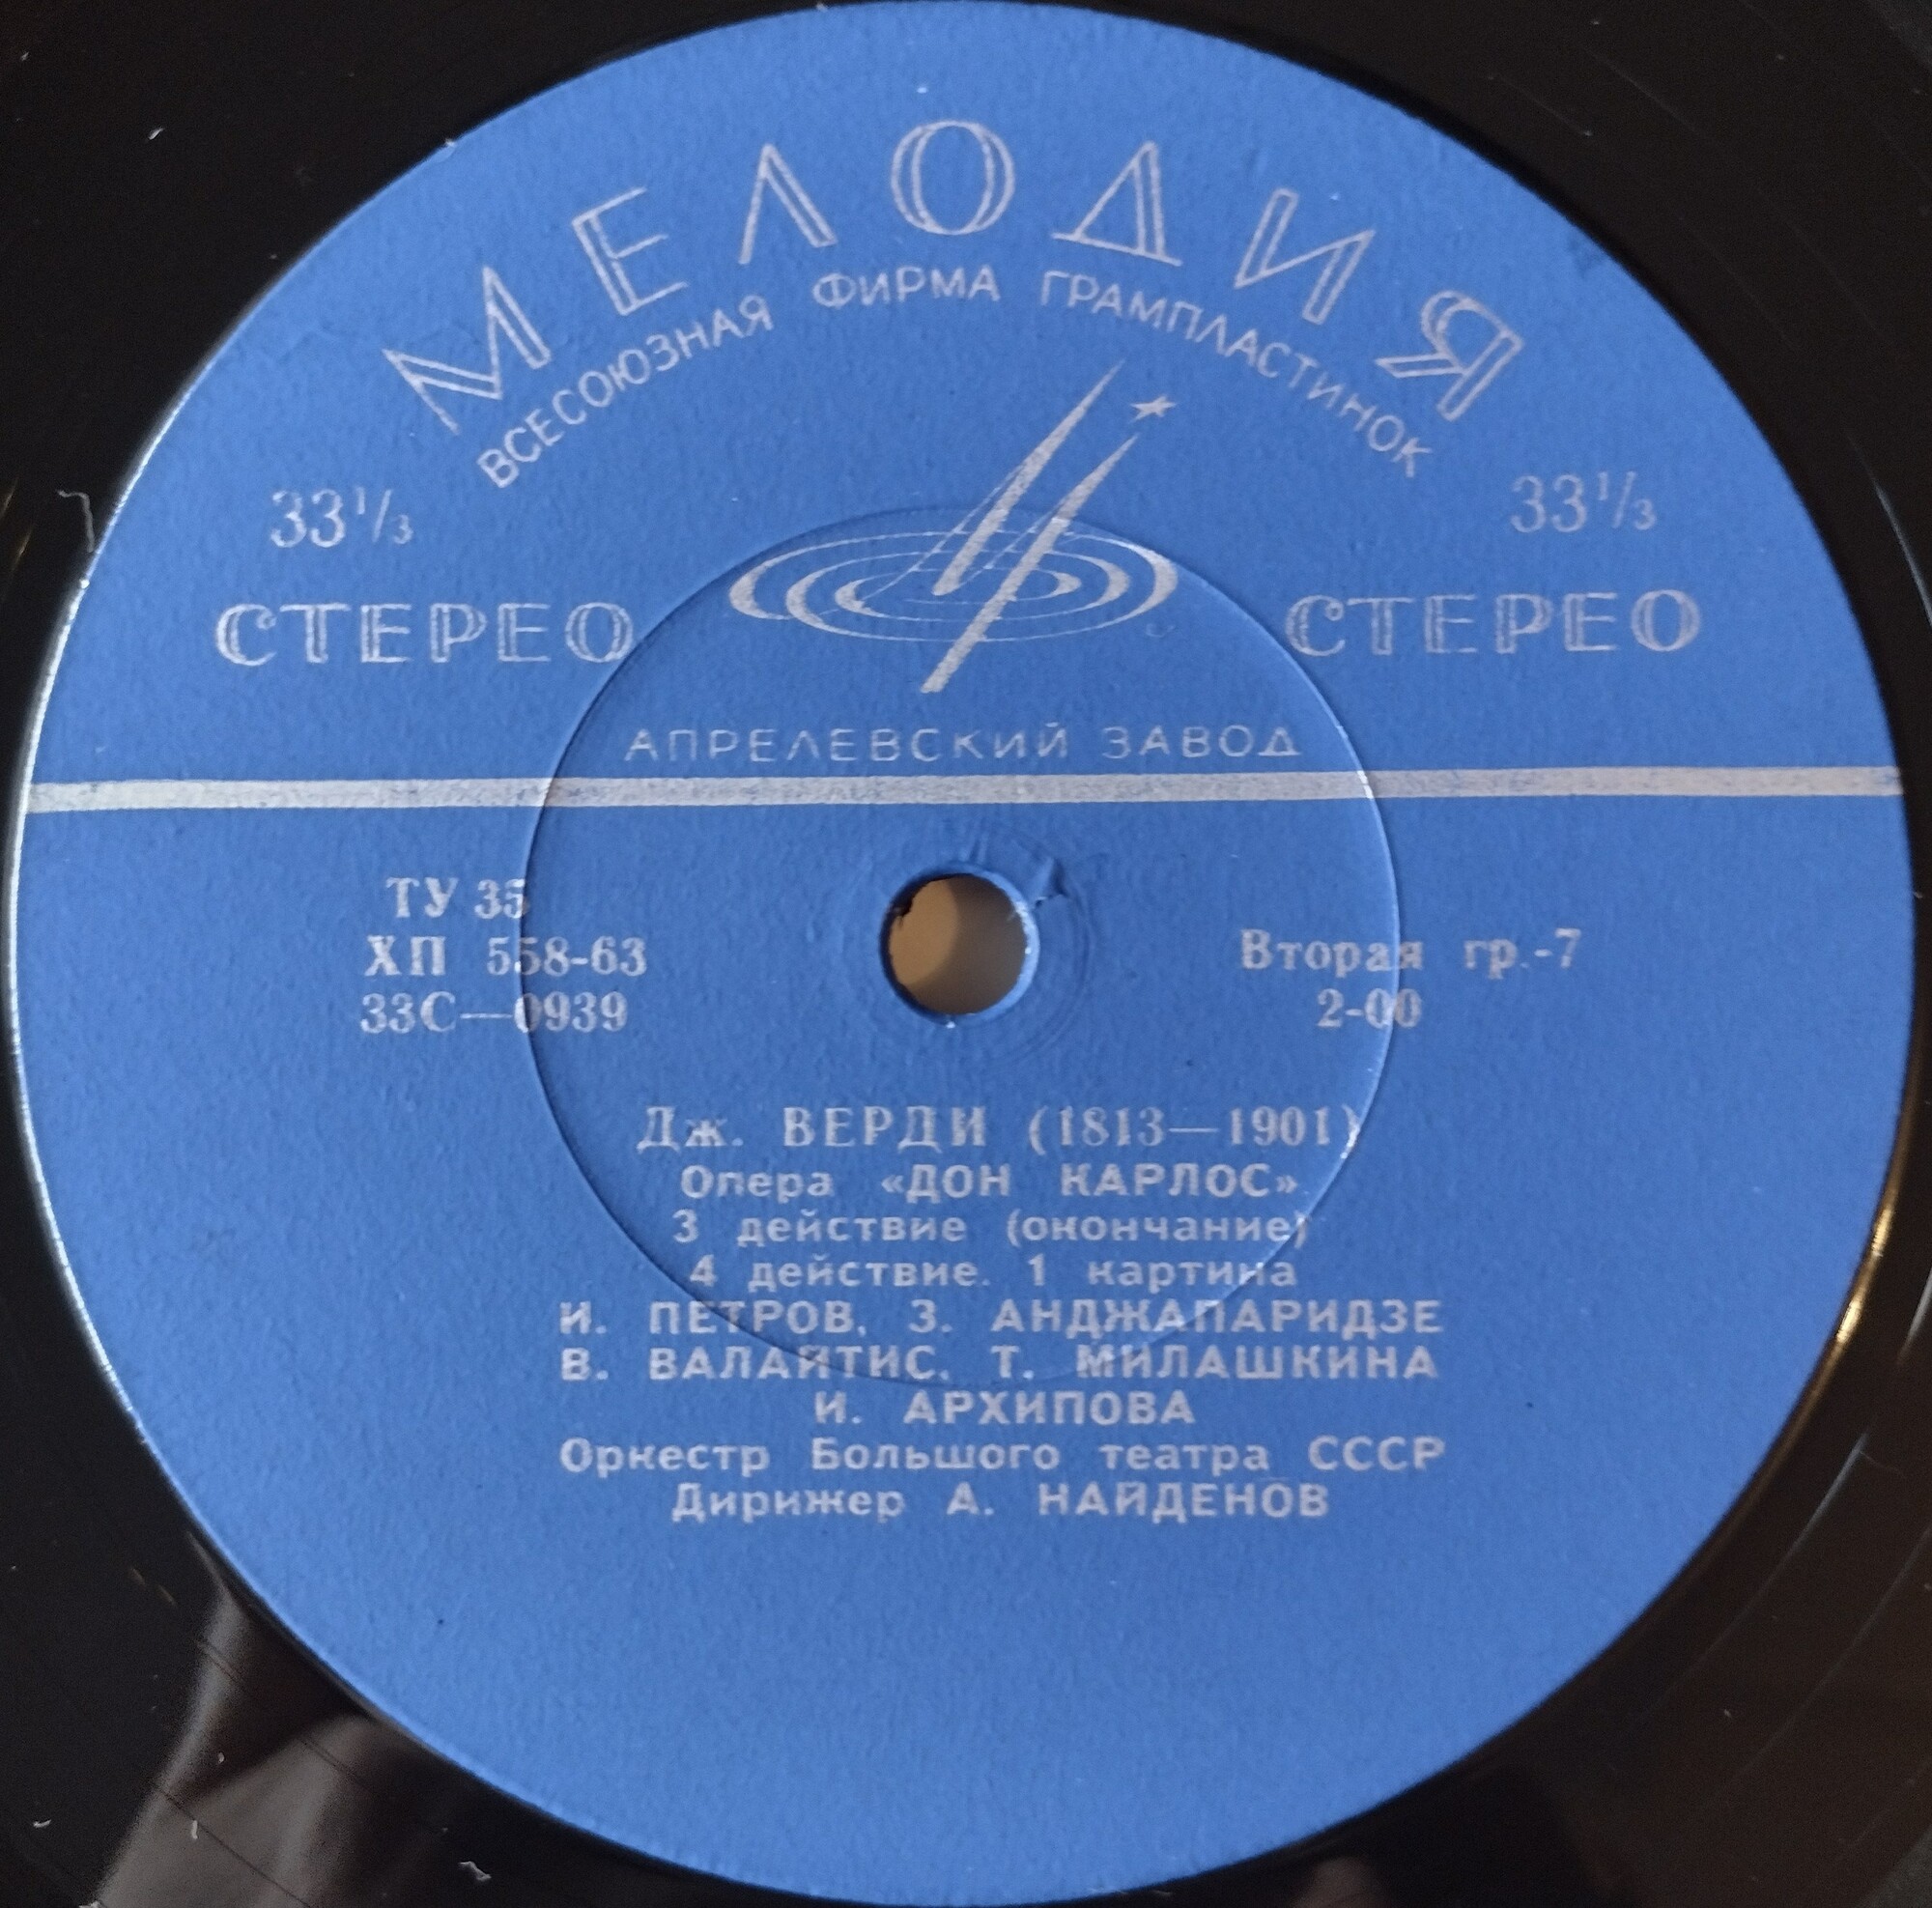 МЕЛОДИЯ
ВСЕСОЮЗНАЯ ФИРМА ГРАМПЛАСТИНОК
33⅓ 33⅓
СТЕРЕО СТЕРЕО
АПРЕЛЕВСКИЙ ЗАВОД
ТУ 35
ХП 558-63
33С—0939
Вторая гр.-7
2-00
Дж. ВЕРДИ (1813—1901)
Опера «ДОН КАРЛОС»
3 действие (окончание)
4 действие. 1 картина
И. ПЕТРОВ, З. АНДЖАПАРИДЗЕ
В. ВАЛАЙТИС, Т. МИЛАШКИНА
И. АРХИПОВА
Оркестр Большого театра СССР
Дирижер А. НАЙДЕНОВ